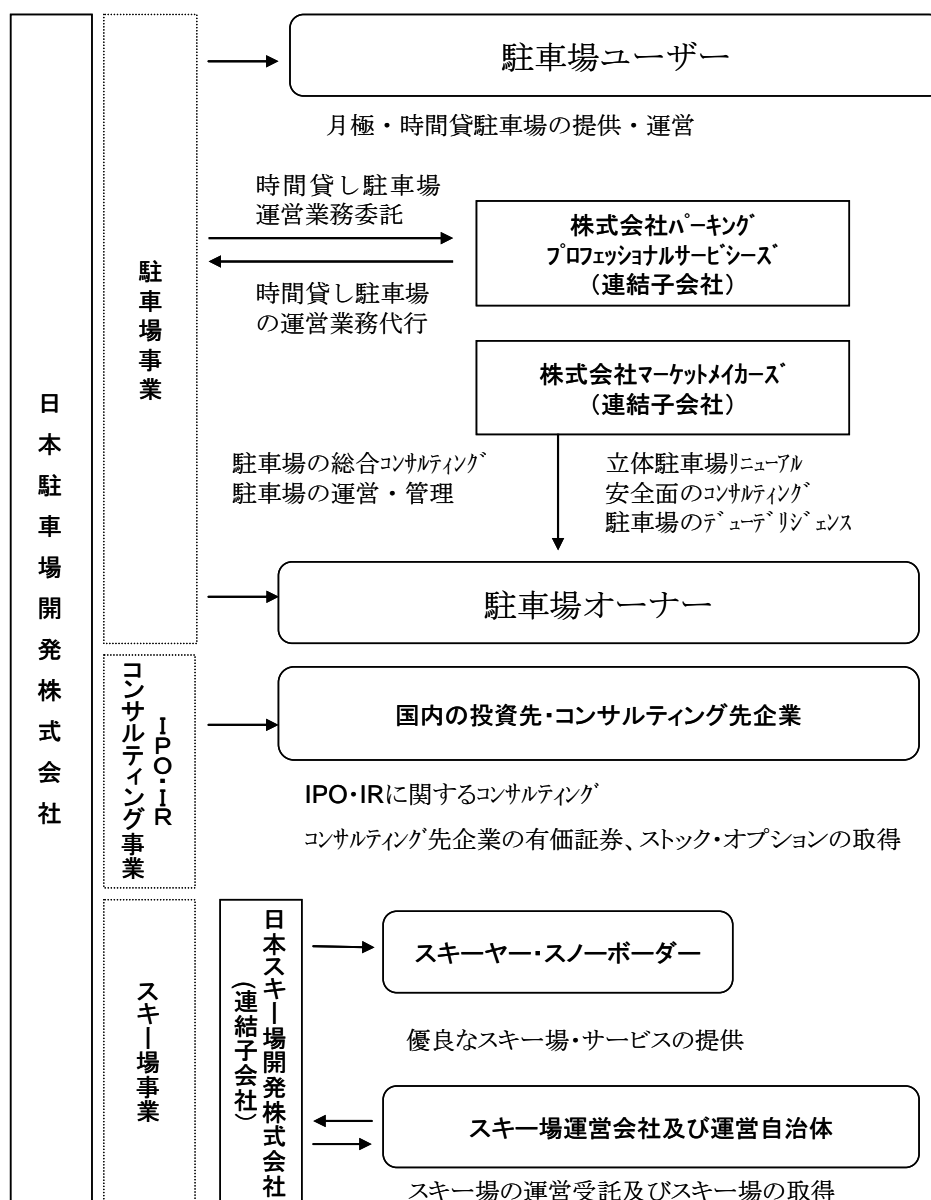 日本駐車場開発株式会社
駐車場事業
駐車場ユーザー
月極・時間貸駐車場の提供・運営
時間貸し駐車場
運営業務委託
株式会社ﾊﾟｰｷﾝｸﾞ
ﾌﾟﾛﾌｪｯｼｮﾅﾙｻｰﾋﾞｼｰｽﾞ
（連結子会社）
時間貸し駐車場
の運営業務代行
株式会社ﾏｰｹｯﾄﾒｲｶｰｽﾞ
（連結子会社）
駐車場の総合ｺﾝｻﾙﾃｨﾝｸﾞ
駐車場の運営・管理
立体駐車場ﾘﾆｭｰｱﾙ
安全面のｺﾝｻﾙﾃｨﾝｸﾞ
駐車場のﾃﾞｭｰﾃﾞﾘｼﾞｪﾝｽ
駐車場オーナー
ＩＰＯ・ＩＲ
コンサルティング事業
国内の投資先・コンサルティング先企業
IPO・IRに関するｺﾝｻﾙﾃｨﾝｸﾞ
ｺﾝｻﾙﾃｨﾝｸﾞ先企業の有価証券、ストック・オプションの取得
スキー場事業
日本スキー場開発株式会社
（連結子会社）
スキーヤー・スノーボーダー
優良なスキー場・サービスの提供
スキー場運営会社及び運営自治体
スキー場の運営受託及びスキー場の取得